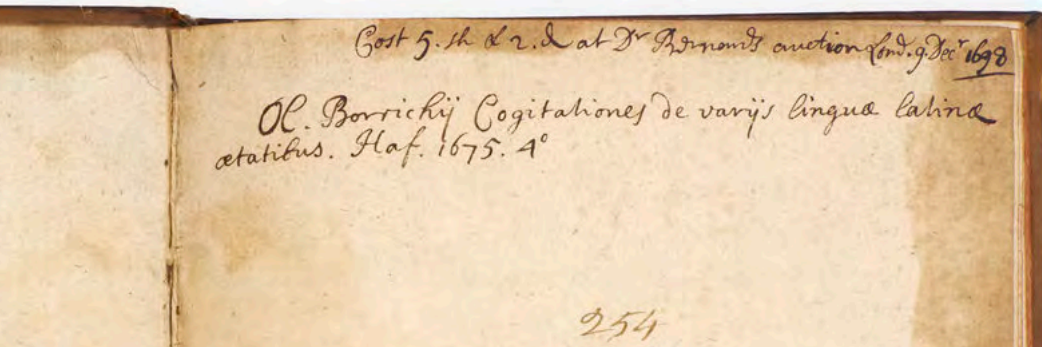 Cost 5. sh & 2. d at Dr Bernard's auction Lond. 9. Decr 1698
Ol. Borrichij Cogitationes de varijs linguæ latinæ
ætatibus. Haf. 1675. 4°
254